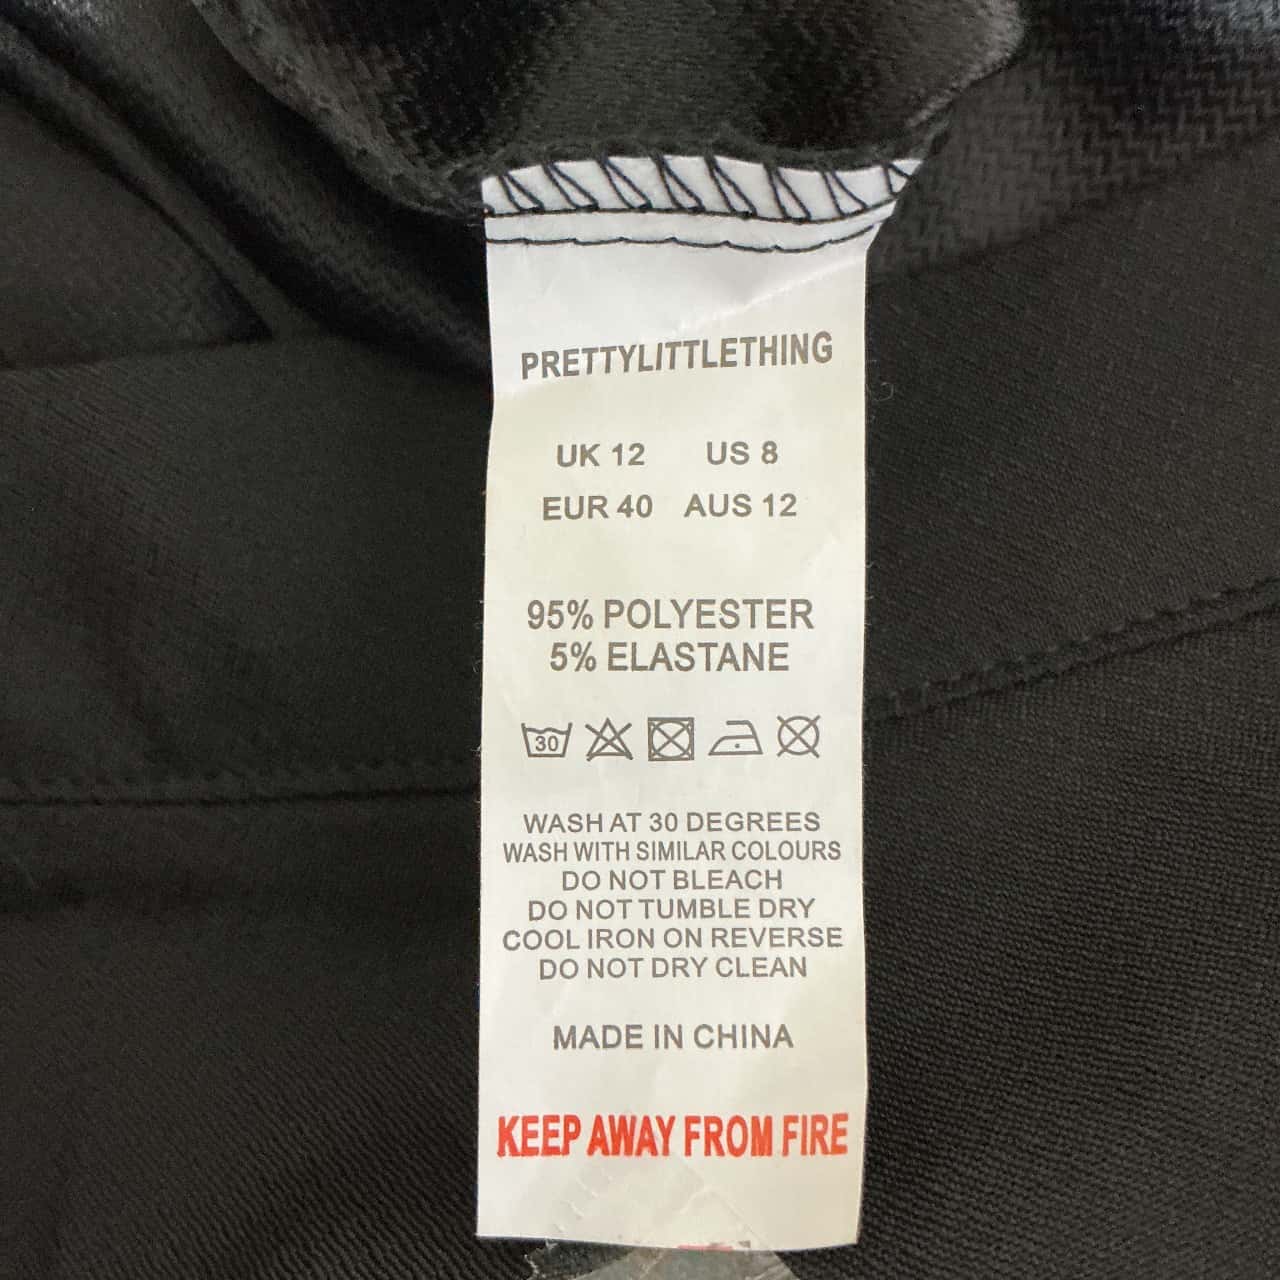 PRETTYLITTLETHING
UK 12 US 8
EUR 40 AUS 12
95% POLYESTER
5% ELASTANE
30
WASH AT 30 DEGREES
WASH WITH SIMILAR COLOURS
DO NOT BLEACH
DO NOT TUMBLE DRY
COOL IRON ON REVERSE
DO NOT DRY CLEAN
MADE IN CHINA
KEEP AWAY FROM FIRE